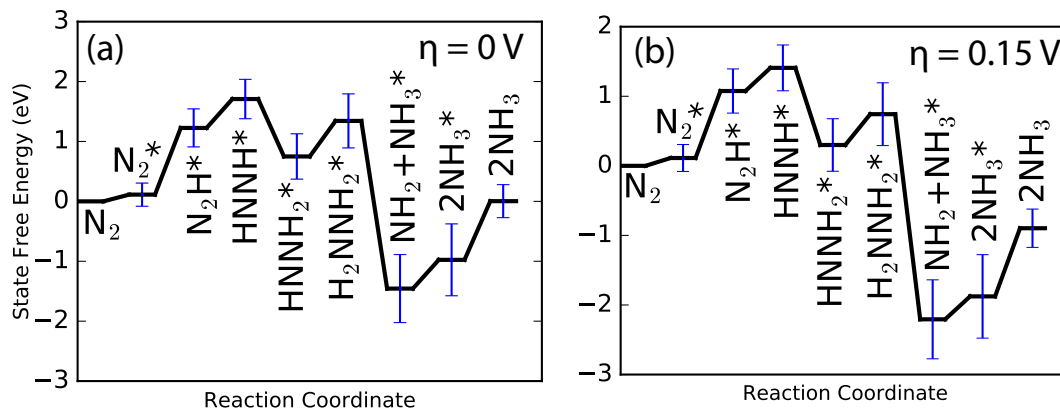 (a)
η = 0 V
State Free Energy (eV)
3
2
1
0
−1
−2
−3
N₂
N₂*
N₂H*
HNNH*
HNNH₂*
H₂NNH₂*
NH₂+NH₃*
2NH₃*
2NH₃
Reaction Coordinate
(b)
η = 0.15 V
2
1
0
−1
−2
−3
N₂
N₂*
N₂H*
HNNH*
HNNH₂*
H₂NNH₂*
NH₂+NH₃*
2NH₃*
2NH₃
Reaction Coordinate